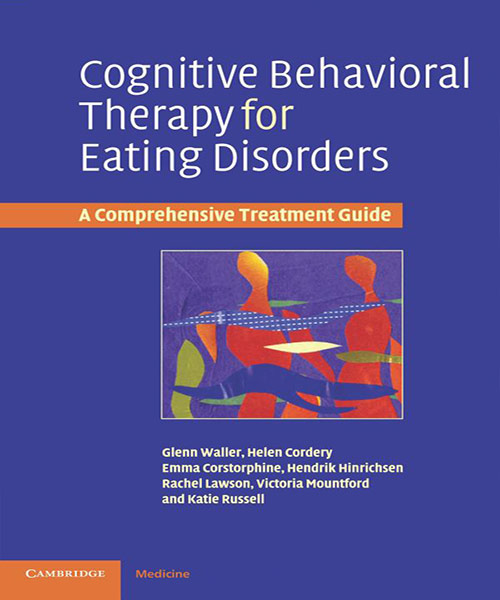 Cognitive Behavioral
Therapy for
Eating Disorders
A Comprehensive Treatment Guide
Glenn Waller, Helen Cordery
Emma Corstorphine, Hendrik Hinrichsen
Rachel Lawson, Victoria Mountford
and Katie Russell
CAMBRIDGE Medicine